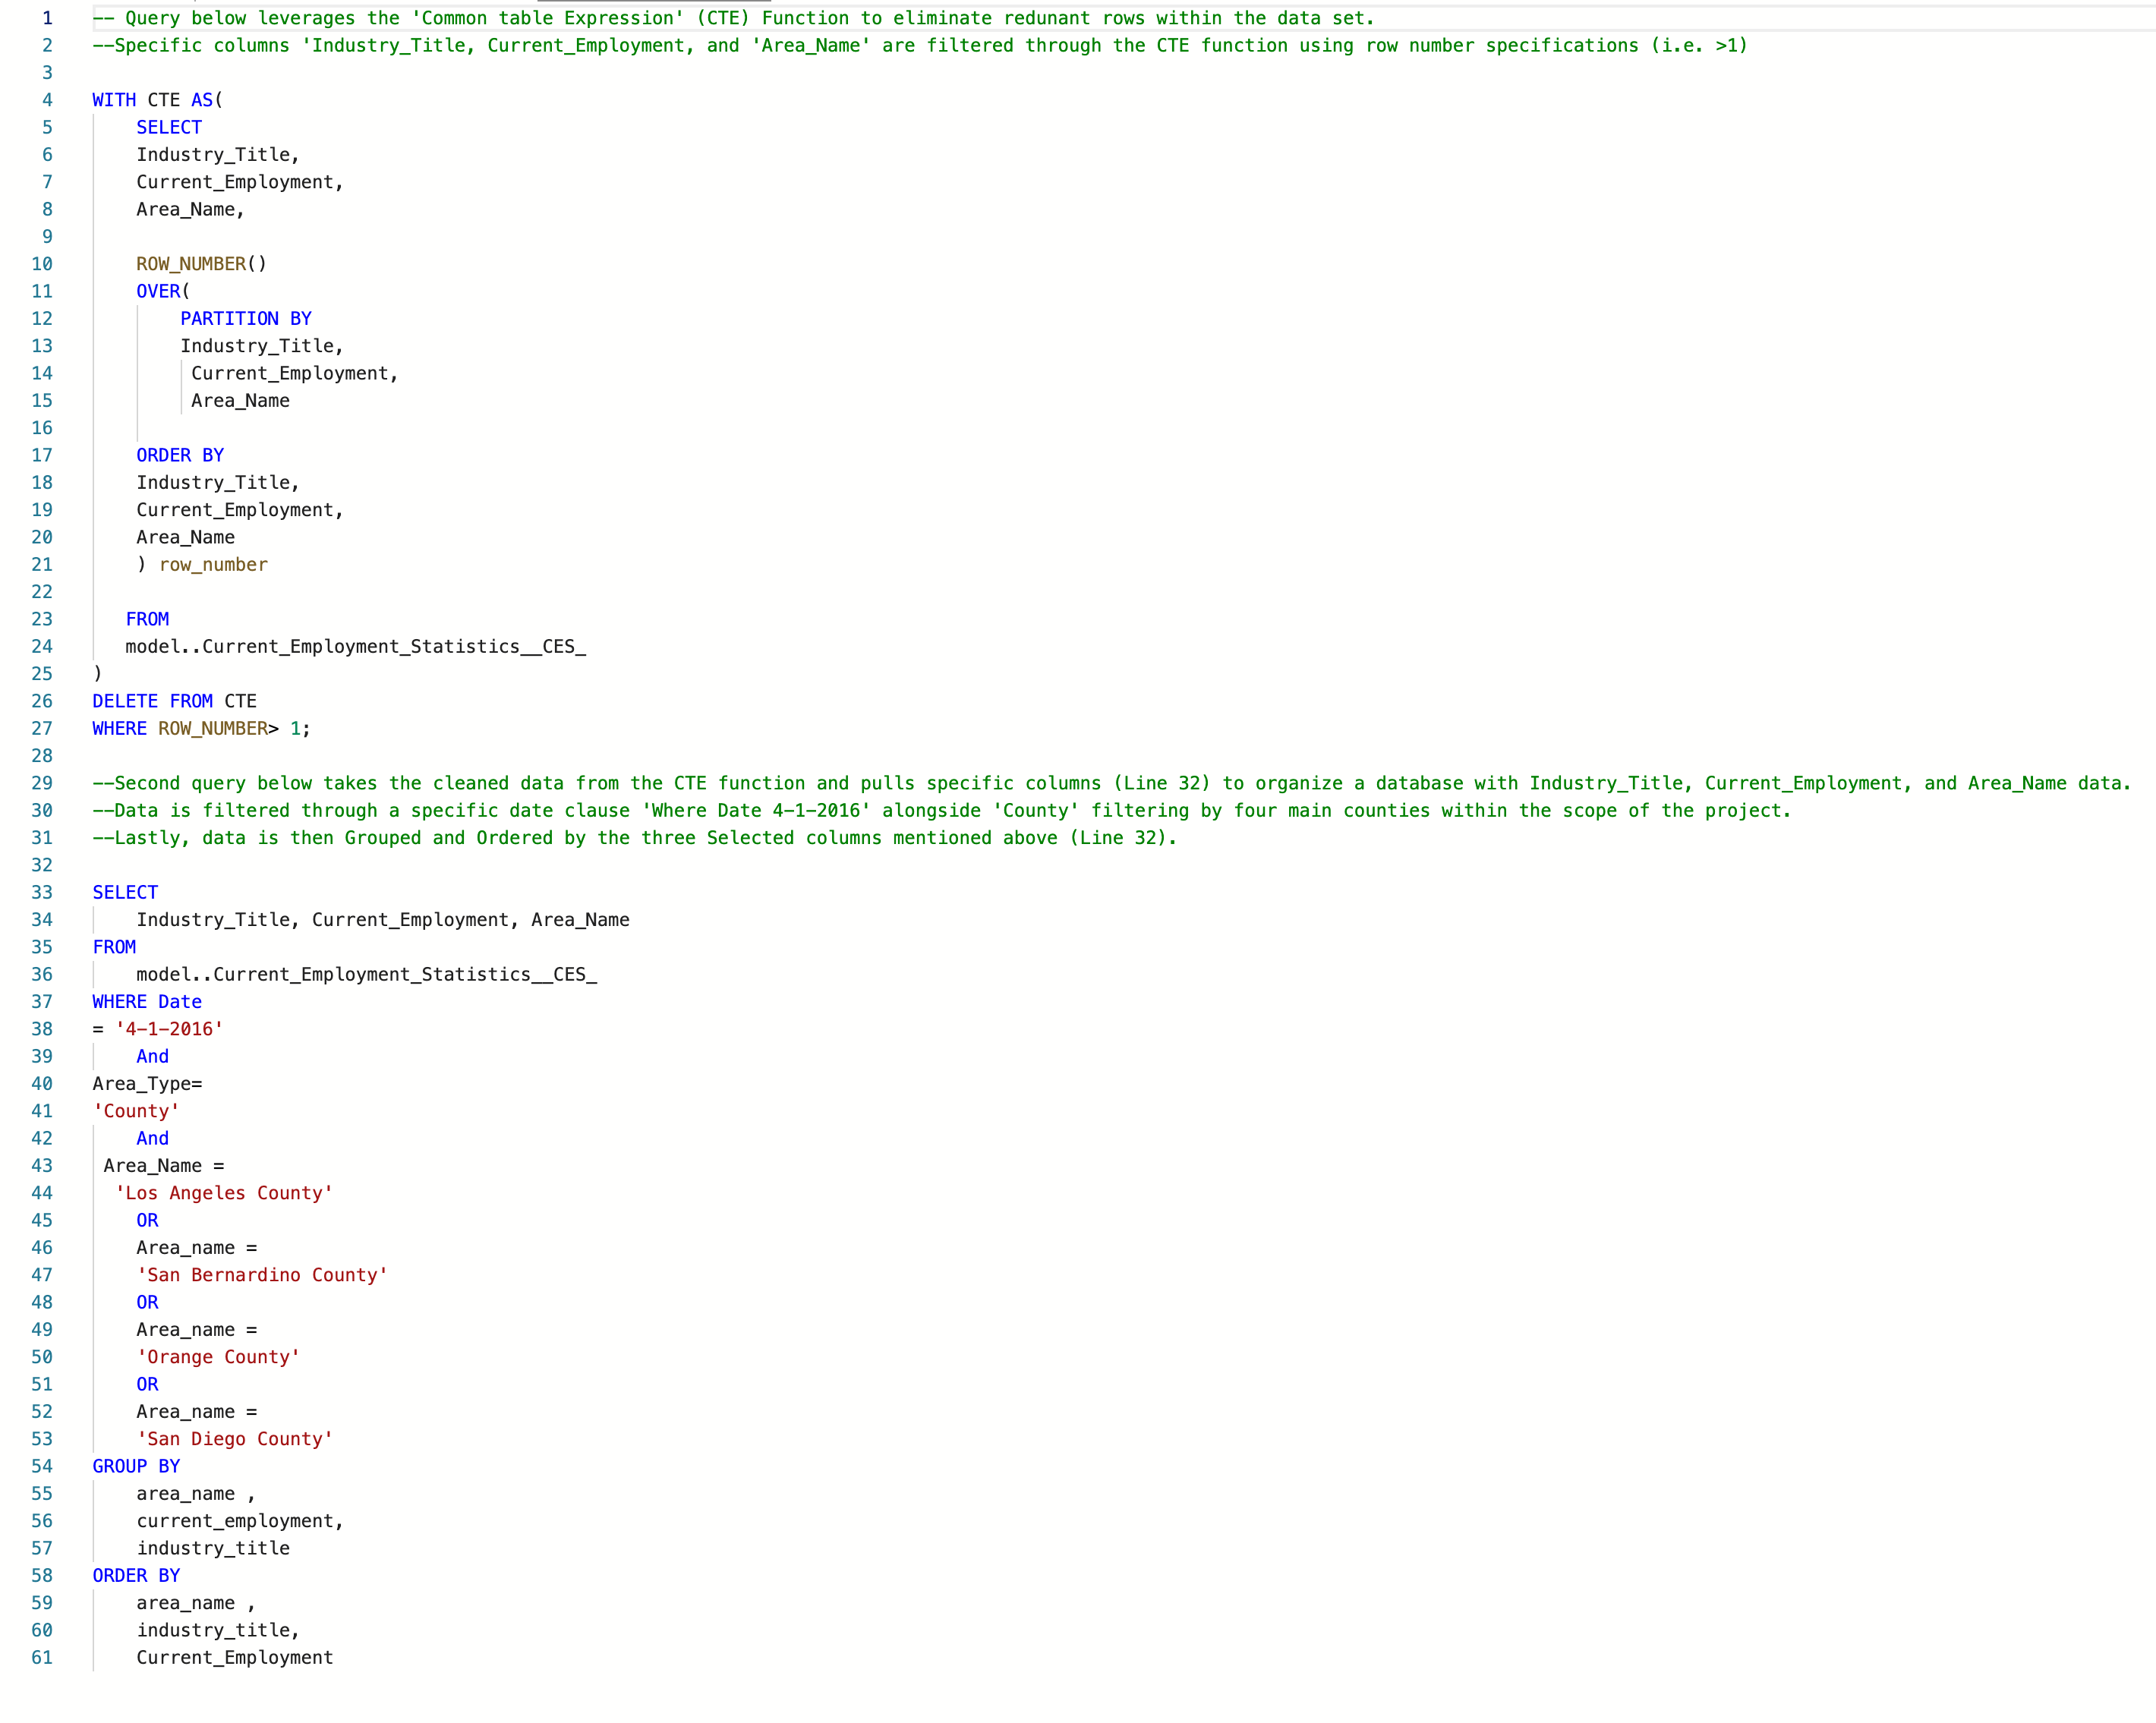 1 -- Query below leverages the 'Common table Expression' (CTE) Function to eliminate redunant rows within the data set.
2 --Specific columns 'Industry_Title, Current_Employment, and 'Area_Name' are filtered through the CTE function using row number specifications (i.e. >1)
3
4 WITH CTE AS(
5 SELECT
6 Industry_Title,
7 Current_Employment,
8 Area_Name,
9
10 ROW_NUMBER()
11 OVER(
12 PARTITION BY
13 Industry_Title,
14 Current_Employment,
15 Area_Name
16
17 ORDER BY
18 Industry_Title,
19 Current_Employment,
20 Area_Name
21 ) row_number
22
23 FROM
24 model..Current_Employment_Statistics__CES_
25 )
26 DELETE FROM CTE
27 WHERE ROW_NUMBER> 1;
28
29 --Second query below takes the cleaned data from the CTE function and pulls specific columns (Line 32) to organize a database with Industry_Title, Current_Employment, and Area_Name data.
30 --Data is filtered through a specific date clause 'Where Date 4-1-2016' alongside 'County' filtering by four main counties within the scope of the project.
31 --Lastly, data is then Grouped and Ordered by the three Selected columns mentioned above (Line 32).
32
33 SELECT
34 Industry_Title, Current_Employment, Area_Name
35 FROM
36 model..Current_Employment_Statistics__CES_
37 WHERE Date
38 = '4-1-2016'
39 And
40 Area_Type=
41 'County'
42 And
43 Area_Name =
44 'Los Angeles County'
45 OR
46 Area_name =
47 'San Bernardino County'
48 OR
49 Area_name =
50 'Orange County'
51 OR
52 Area_name =
53 'San Diego County'
54 GROUP BY
55 area_name ,
56 current_employment,
57 industry_title
58 ORDER BY
59 area_name ,
60 industry_title,
61 Current_Employment